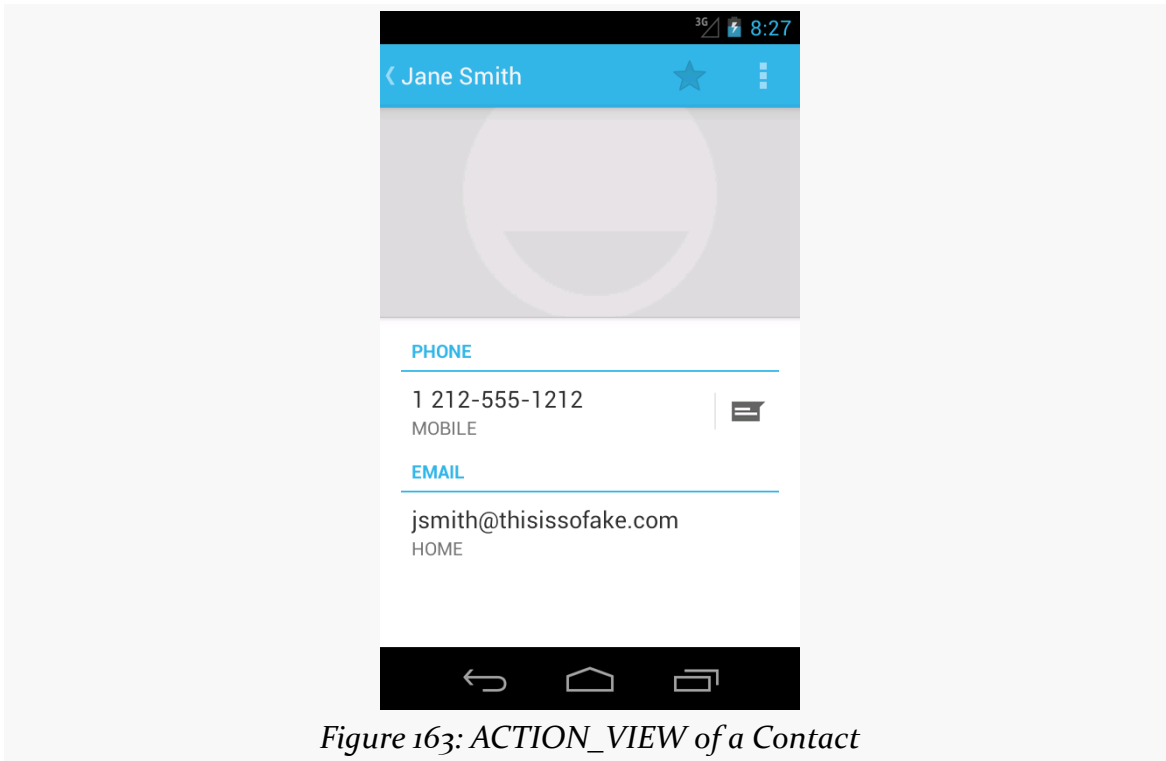 3G 8:27
Jane Smith
PHONE
1 212-555-1212
MOBILE
EMAIL
jsmith@thisissofake.com
HOME
Figure 163: ACTION_VIEW of a Contact